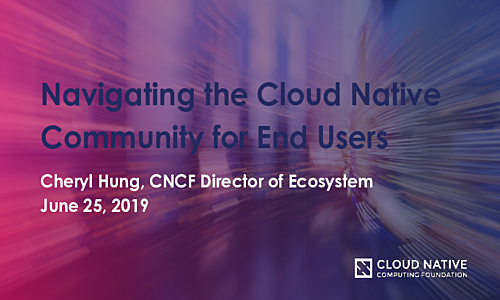 Navigating the Cloud Native
Community for End Users
Cheryl Hung, CNCF Director of Ecosystem
June 25, 2019
CLOUD NATIVE
COMPUTING FOUNDATION